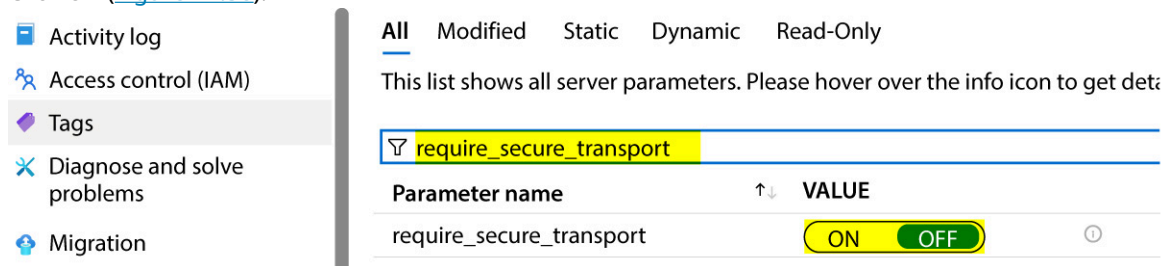 Activity log
Access control (IAM)
Tags
Diagnose and solve
problems
Migration
All Modified Static Dynamic Read-Only
This list shows all server parameters. Please hover over the info icon to get
require_secure_transport
Parameter name VALUE
require_secure_transport ON OFF